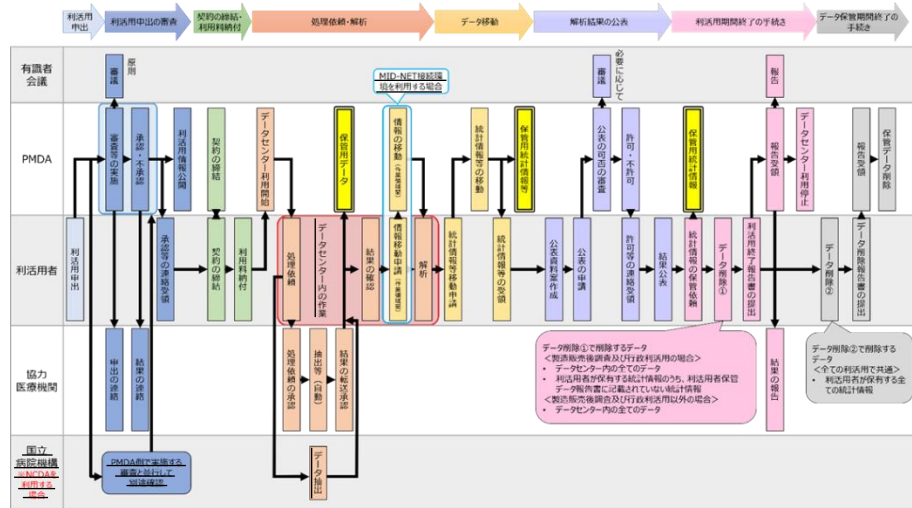 利活用
申出
利活用申出の審査
契約の締結・
利用料納付
処理依頼・解析
データ移動
解析結果の公表
利活用期間終了の手続き
データ保管期間終了の
手続き
有識者
会議
審議
原則
MID-NET接続環
境を利用する場合
審議
必要に応じて
報告
PMDA
審査等の実施
承認・不承認
利活用情報公開
契約の締結
データセンター利用開始
保管用データ
情報の移動
(作業領域間)
統計情報等の移動
保管用統計情報等
公表の可否の審査
許可・不許可
保管用統計情報
報告受領
データセンター利用停止
報告受領
保管データ削除
利活用者
利活用申出
承認等の連絡受領
契約の締結
利用料納付
処理依頼
データセンター内の作業
結果の確認
情報移動申請
(作業領域間)
解析
統計情報等移動申請
統計情報等の受領
公表資料案作成
公表の申請
許可等の連絡受領
結果公表
統計情報の保管依頼
データ削除①
利活用終了報告書の提出
データ削除②
データ削除報告書の提出
協力
医療機関
申出の連絡
結果の連絡
処理依頼の承認
抽出等(自動)
結果の転送承認
データ削除①で削除するデータ
<製造販売後調査及び行政利活用の場合>
• データセンター内の全てのデータ
• 利活用者が保有する統計情報のうち、利活用者保管
データ報告書に記載されていない統計情報
<製造販売後調査及び行政利活用以外の場合>
• データセンター内の全てのデータ
結果の報告
データ削除②で削除する
データ
<全ての利活用で共通>
• 利活用者が保有する全
ての統計情報
国立
病院機構
※NCDAを
利用する
場合
PMDA側で実施する
審査と並行して
別途確認
データ抽出